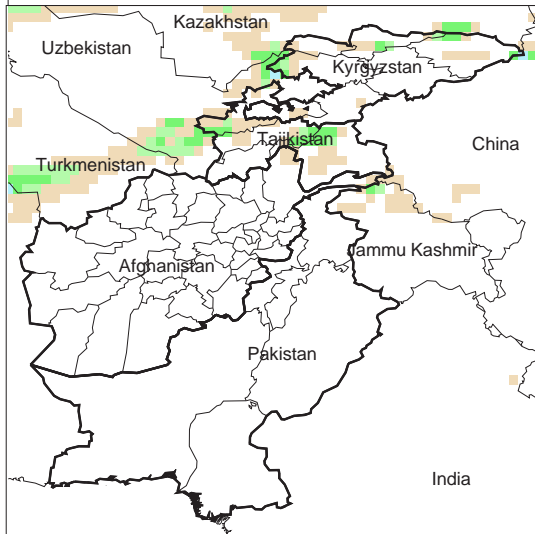 Kazakhstan
Uzbekistan
Kyrgyzstan
Tajikistan
China
Turkmenistan
Jammu Kashmir
Afghanistan
Pakistan
India